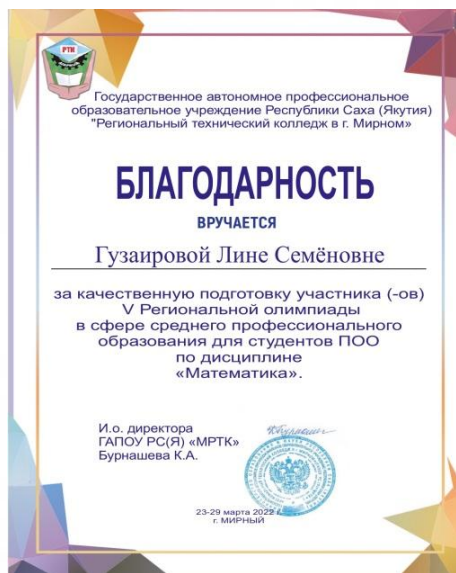 РТК
Государственное автономное профессиональное
образовательное учреждение Республики Саха (Якутия)
"Региональный технический колледж в г. Мирном»
БЛАГОДАРНОСТЬ
ВРУЧАЕТСЯ
Гузаировой Лине Семёновне
за качественную подготовку участника (-ов)
V Региональной олимпиады
в сфере среднего профессионального
образования для студентов ПОО
по дисциплине
«Математика».
И.о. директора
ГАПОУ РС(Я) «МРТК»
Бурнашева К.А.
23-29 марта 2022 г.
г. МИРНЫЙ